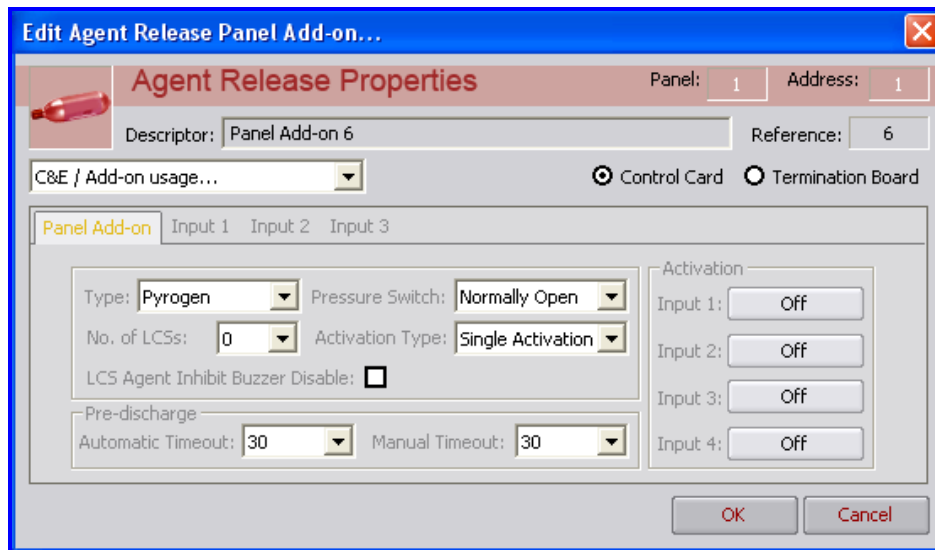 Edit Agent Release Panel Add-on...
Agent Release Properties Panel: 1 Address: 1
Descriptor: Panel Add-on 6 Reference: 6
C&E / Add-on usage... Control Card Termination Board
Panel Add-on Input 1 Input 2 Input 3
Activation
Type: Pyrogen Pressure Switch: Normally Open Input 1: Off
No. of LCSs: 0 Activation Type: Single Activation Input 2: Off
LCS Agent Inhibit Buzzer Disable:
Input 3: Off
Pre-discharge
Automatic Timeout: 30 Manual Timeout: 30 Input 4: Off
OK Cancel